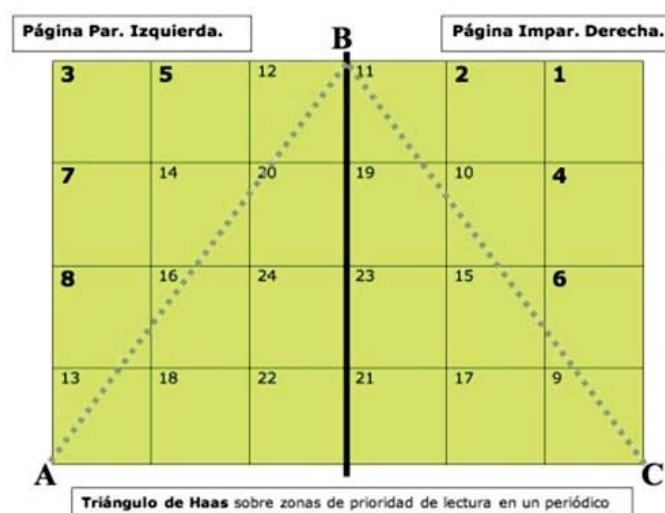 Página Par. Izquierda.
Página Impar. Derecha.
B
3 5 12 11 2 1
7 14 20 19 10 4
8 16 24 23 15 6
13 18 22 21 17 9
A C
Triángulo de Haas sobre zonas de prioridad de lectura en un periódico